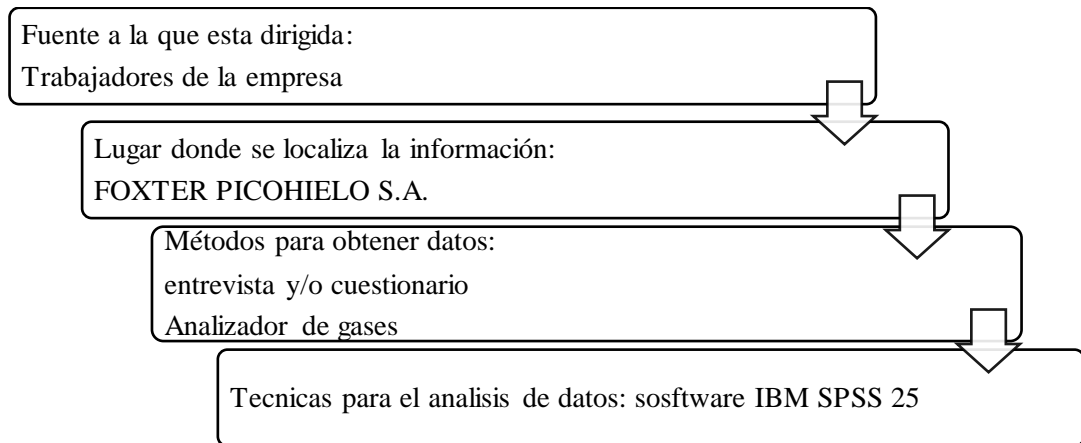 Fuente a la que esta dirigida:
Trabajadores de la empresa
Lugar donde se localiza la información:
FOXTER PICOHIELO S.A.
Métodos para obtener datos:
entrevista y/o cuestionario
Analizador de gases
Tecnicas para el analisis de datos: sosftware IBM SPSS 25